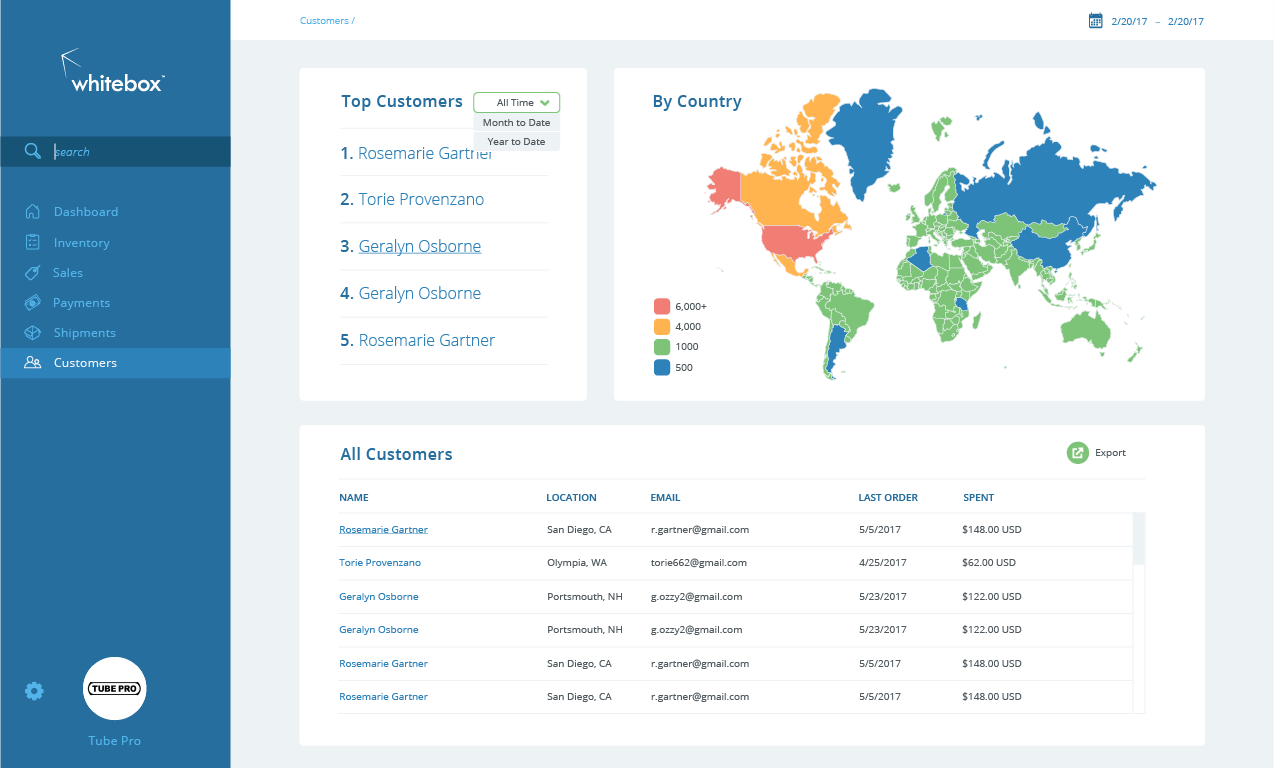 whitebox™
search
Dashboard
Inventory
Sales
Payments
Shipments
Customers
TUBE PRO
Tube Pro
Customers /
2/20/17 – 2/20/17
Top Customers
All Time
Month to Date
Year to Date
1. Rosemarie Gartner
2. Torie Provenzano
3. Geralyn Osborne
4. Geralyn Osborne
5. Rosemarie Gartner
By Country
6,000+
4,000
1000
500
All Customers
Export
NAME LOCATION EMAIL LAST ORDER SPENT
Rosemarie Gartner San Diego, CA r.gartner@gmail.com 5/5/2017 $148.00 USD
Torie Provenzano Olympia, WA torie662@gmail.com 4/25/2017 $62.00 USD
Geralyn Osborne Portsmouth, NH g.ozzy2@gmail.com 5/23/2017 $122.00 USD
Geralyn Osborne Portsmouth, NH g.ozzy2@gmail.com 5/23/2017 $122.00 USD
Rosemarie Gartner San Diego, CA r.gartner@gmail.com 5/5/2017 $148.00 USD
Rosemarie Gartner San Diego, CA r.gartner@gmail.com 5/5/2017 $148.00 USD